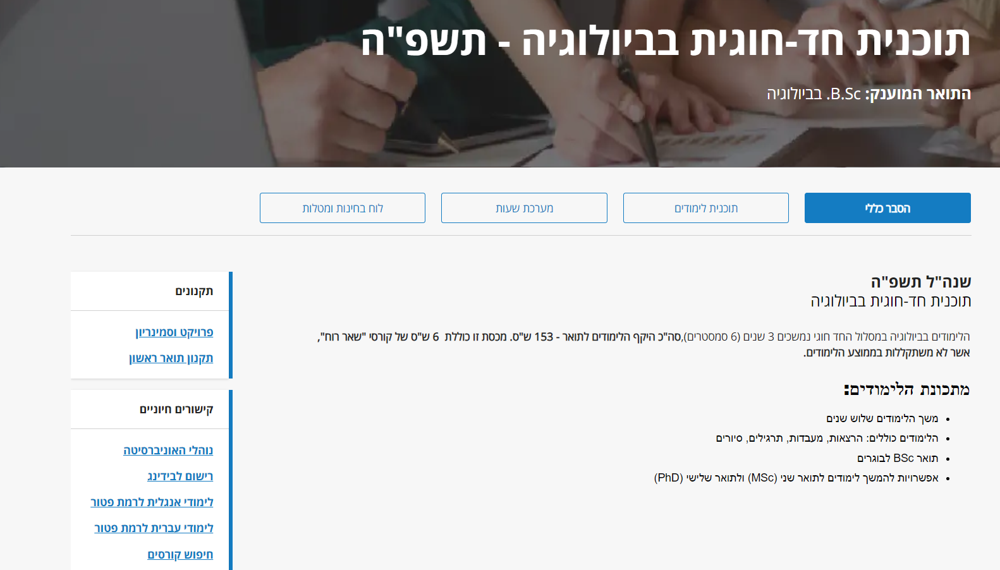 תוכנית חד-חוגית בביולוגיה - תשפ"ה
התואר המוענק: B.Sc. בביולוגיה
הסבר כללי
תוכנית לימודים
מערכת שעות
לוח בחינות ומטלות
שנה"ל תשפ"ה
תוכנית חד-חוגית בביולוגיה
הלימודים בביולוגיה במסלול החד חוגי נמשכים 3 שנים (6 סמסטרים),סה"כ היקף הלימודים לתואר - 153 ש"ס. מכסת זו כוללת 6 ש"ס של קורסי "שאר רוח",
אשר לא משתקללות בממוצע הלימודים.
מתכונת הלימודים:
• משך הלימודים שלוש שנים
• הלימודים כוללים: הרצאות, מעבדות, תרגילים, סיורים
• תואר BSc לבוגרים
• אפשרויות להמשך לימודים לתואר שני (MSc) ולתואר שלישי (PhD)
תקנונים
פרויקט וסמינריון
תקנון תואר ראשון
קישורים חיוניים
נוהלי האוניברסיטה
רישום לבידינג
לימודי אנגלית לרמת פטור
לימודי עברית לרמת פטור
חיפוש קורסים